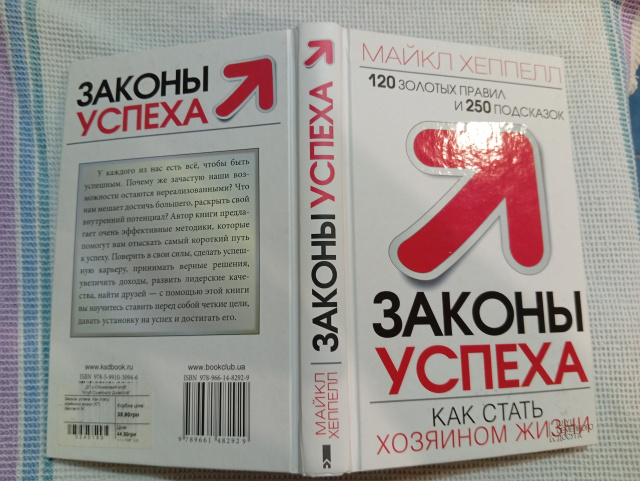 ЗАКОНЫ
УСПЕХА
У каждого из нас есть всё, чтобы быть
успешным. Почему же зачастую наши воз-
можности остаются нереализованными? Что
нам мешает достичь большего, раскрыть свой
внутренний потенциал? Автор книги предла-
гает очень эффективные методики, которые
помогут вам отыскать самый короткий путь
к успеху. Поверить в свои силы, сделать успеш-
ную карьеру, принимать верные решения,
увеличить доходы, развить лидерские каче-
ства, найти друзей — с помощью этой книги
вы научитесь ставить перед собой четкие цели,
давать установку на успех и достигать его.
www.ksdbook.ru
www.bookclub.ua
ISBN 978-966-14-8292-9
9 789661 482929
МАЙКЛ
ХЕППЕЛЛ
ЗАКОНЫ УСПЕХА
МАЙКЛ ХЕППЕЛЛ
120 ЗОЛОТЫХ ПРАВИЛ
И 250 ПОДСКАЗОК
ЗАКОНЫ
УСПЕХА
КАК СТАТЬ
ХОЗЯИНОМ ЖИЗНИ